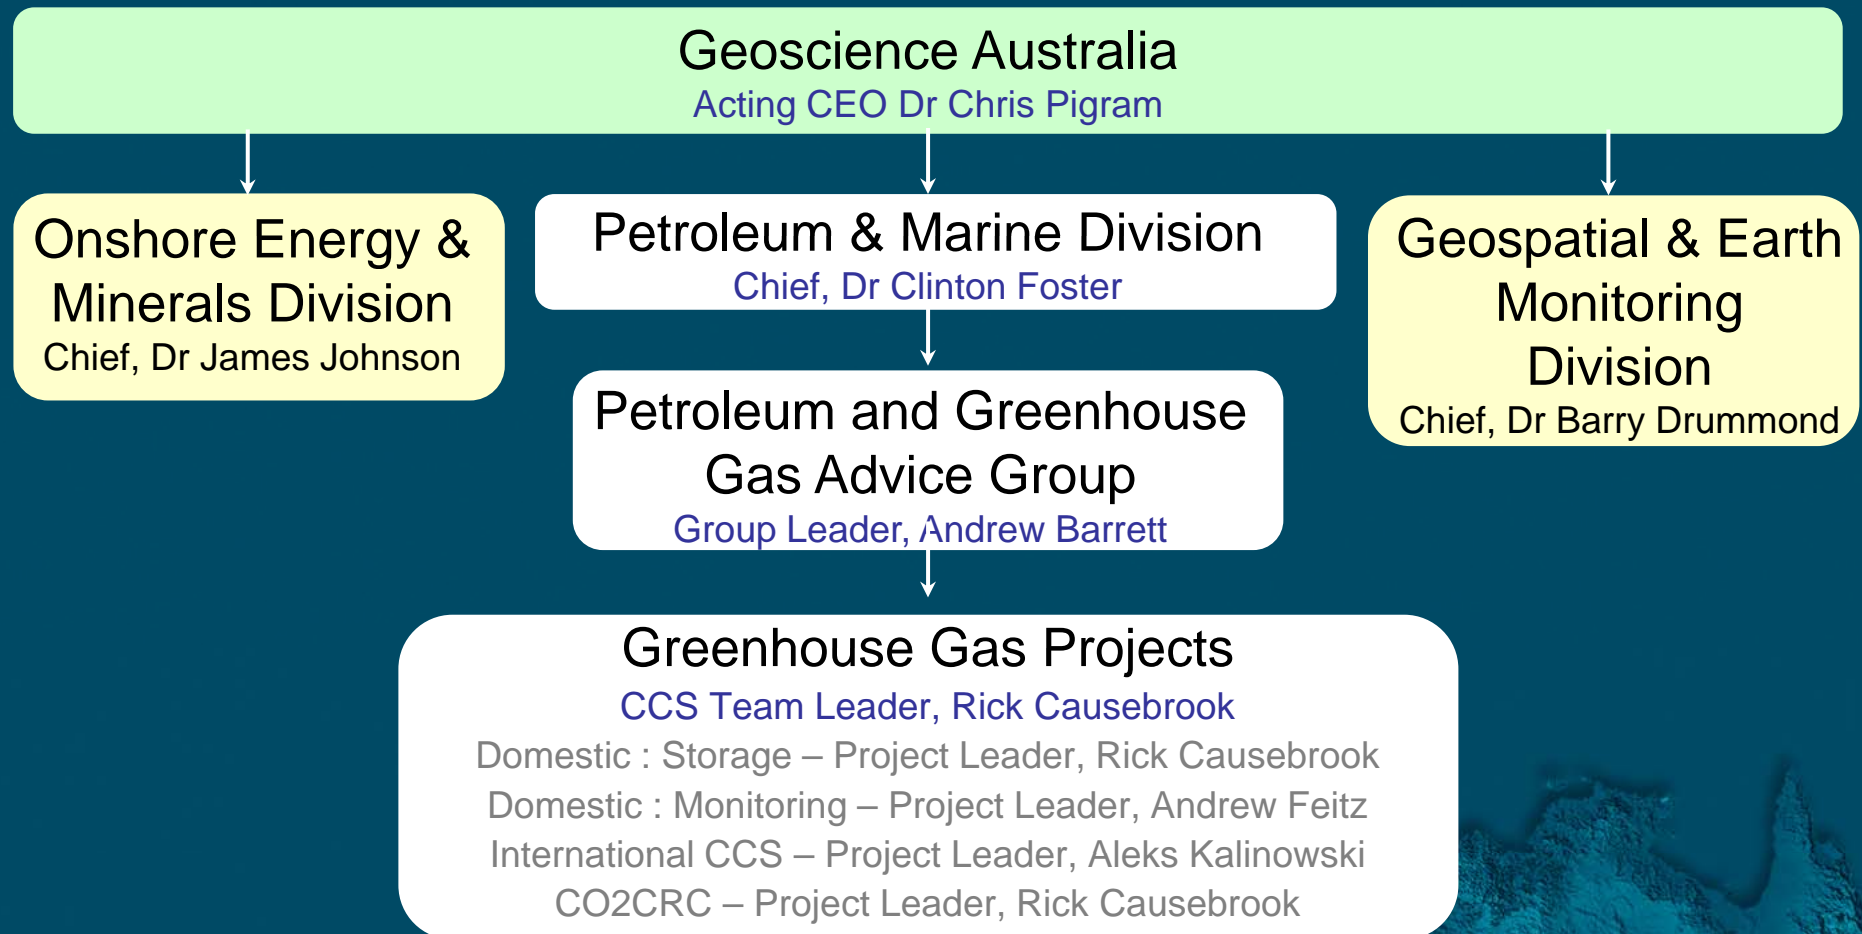 Geoscience Australia
Acting CEO Dr Chris Pigram
Onshore Energy &
Minerals Division
Chief, Dr James Johnson
Petroleum & Marine Division
Chief, Dr Clinton Foster
Geospatial & Earth
Monitoring
Division
Chief, Dr Barry Drummond
Petroleum and Greenhouse
Gas Advice Group
Group Leader, Andrew Barrett
Greenhouse Gas Projects
CCS Team Leader, Rick Causebrook
Domestic : Storage – Project Leader, Rick Causebrook
Domestic : Monitoring – Project Leader, Andrew Feitz
International CCS – Project Leader, Aleks Kalinowski
CO2CRC – Project Leader, Rick Causebrook